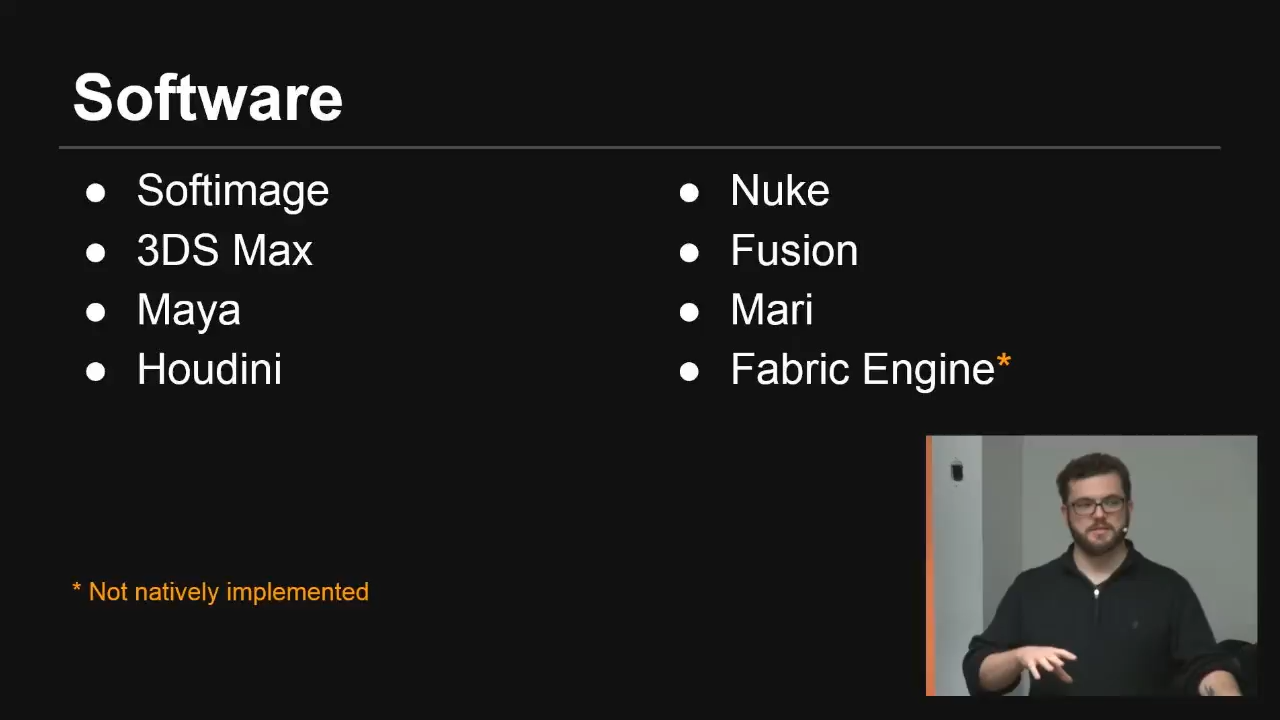 Software
● Softimage
● 3DS Max
● Maya
● Houdini
● Nuke
● Fusion
● Mari
● Fabric Engine*
* Not natively implemented